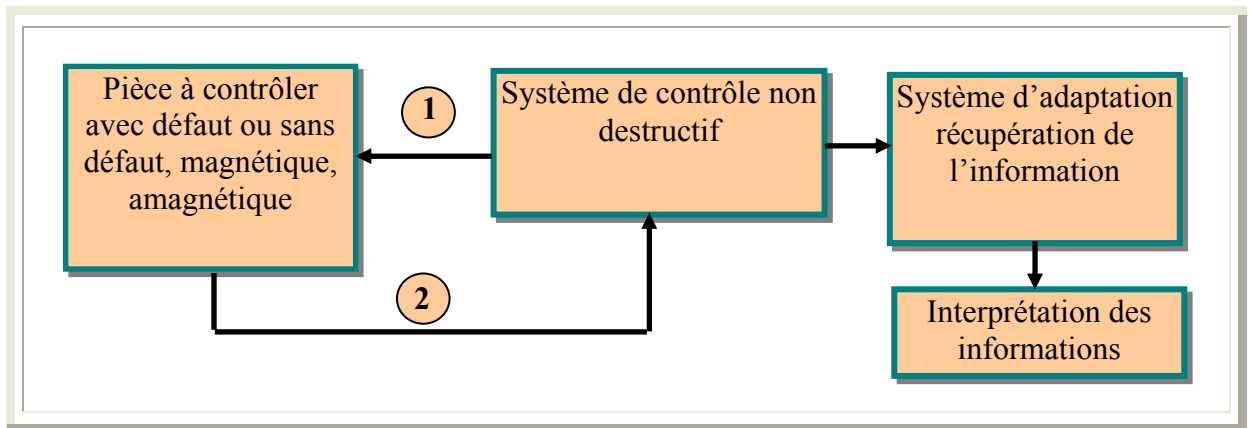 Pièce à contrôler
avec défaut ou sans
défaut, magnétique,
amagnétique
1
Système de contrôle non
destructif
Système d’adaptation
récupération de
l’information
2
Interprétation des
informations